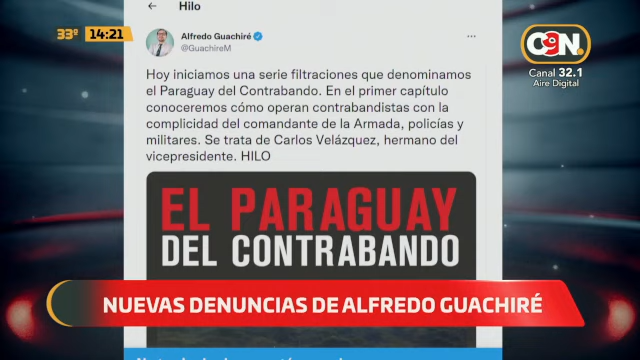 Hilo
33º 14:21
Alfredo Guachiré
@GuachireM
C9N.
Canal 32.1
Aire Digital
Hoy iniciamos una serie filtraciones que denominamos
el Paraguay del Contrabando. En el primer capítulo
conoceremos cómo operan contrabandistas con la
complicidad del comandante de la Armada, policías y
militares. Se trata de Carlos Velázquez, hermano del
vicepresidente. HILO
EL PARAGUAY
DEL CONTRABANDO
NUEVAS DENUNCIAS DE ALFREDO GUACHIRÉ